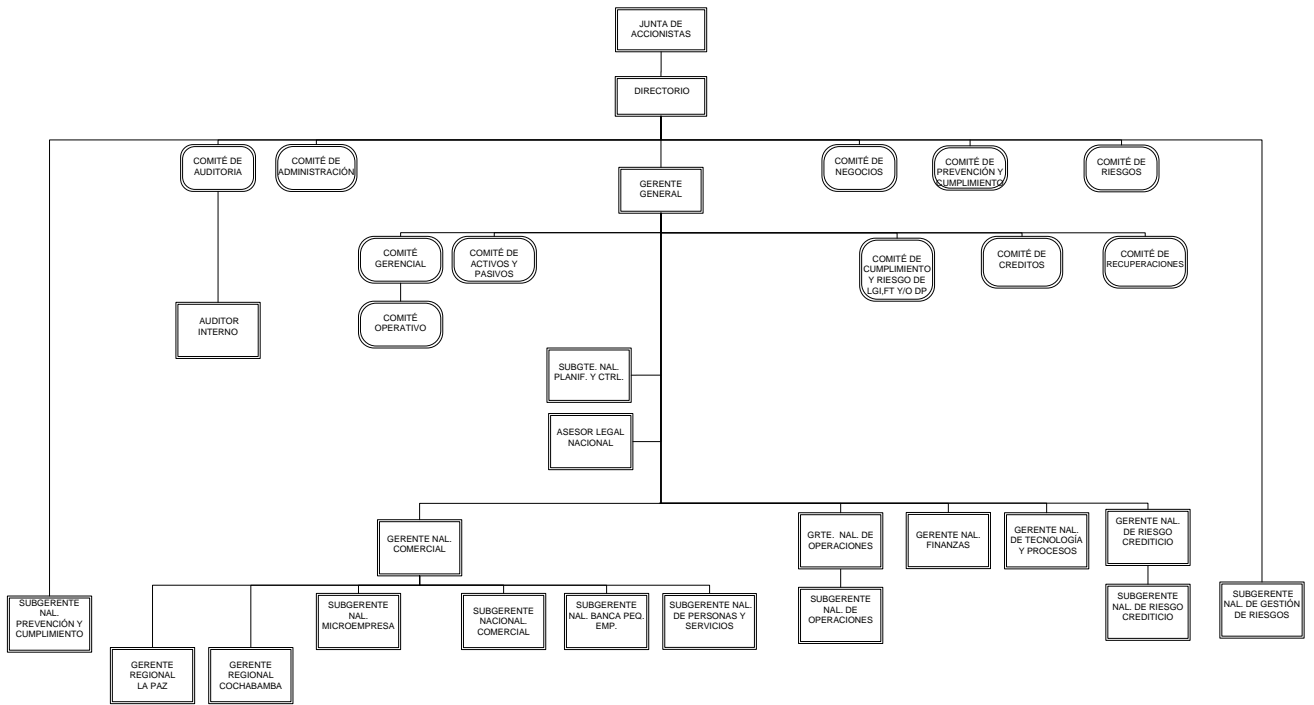 JUNTA DE
ACCIONISTAS
DIRECTORIO
COMITÉ DE
AUDITORIA
COMITÉ DE
ADMINISTRACIÓN
GERENTE
GENERAL
COMITÉ DE
NEGOCIOS
COMITÉ DE
PREVENCIÓN Y
CUMPLIMIENTO
COMITÉ DE
RIESGOS
COMITÉ
GERENCIAL
COMITÉ DE
ACTIVOS Y
PASIVOS
COMITÉ DE
CUMPLIMIENTO
Y RIESGO DE
LGI,FT Y/O DP
COMITÉ DE
CREDITOS
COMITÉ DE
RECUPERACIONES
AUDITOR
INTERNO
COMITÉ
OPERATIVO
SUBGTE. NAL.
PLANIF. Y CTRL.
ASESOR LEGAL
NACIONAL
GERENTE NAL.
COMERCIAL
GRTE. NAL. DE
OPERACIONES
GERENTE NAL.
FINANZAS
GERENTE NAL.
DE TECNOLOGÍA
Y PROCESOS
GERENTE NAL.
DE RIESGO
CREDITICIO
SUBGERENTE
NAL.
PREVENCIÓN Y
CUMPLIMIENTO
GERENTE
REGIONAL
LA PAZ
GERENTE
REGIONAL
COCHABAMBA
SUBGERENTE
NAL.
MICROEMPRESA
SUBGERENTE
NACIONAL.
COMERCIAL
SUBGERENTE
NAL. BANCA PEQ.
EMP.
SUBGERENTE NAL.
DE PERSONAS Y
SERVICIOS
SUBGERENTE
NAL. DE
OPERACIONES
SUBGERENTE
NAL. DE RIESGO
CREDITICIO
SUBGERENTE
NAL. DE GESTIÓN
DE RIESGOS